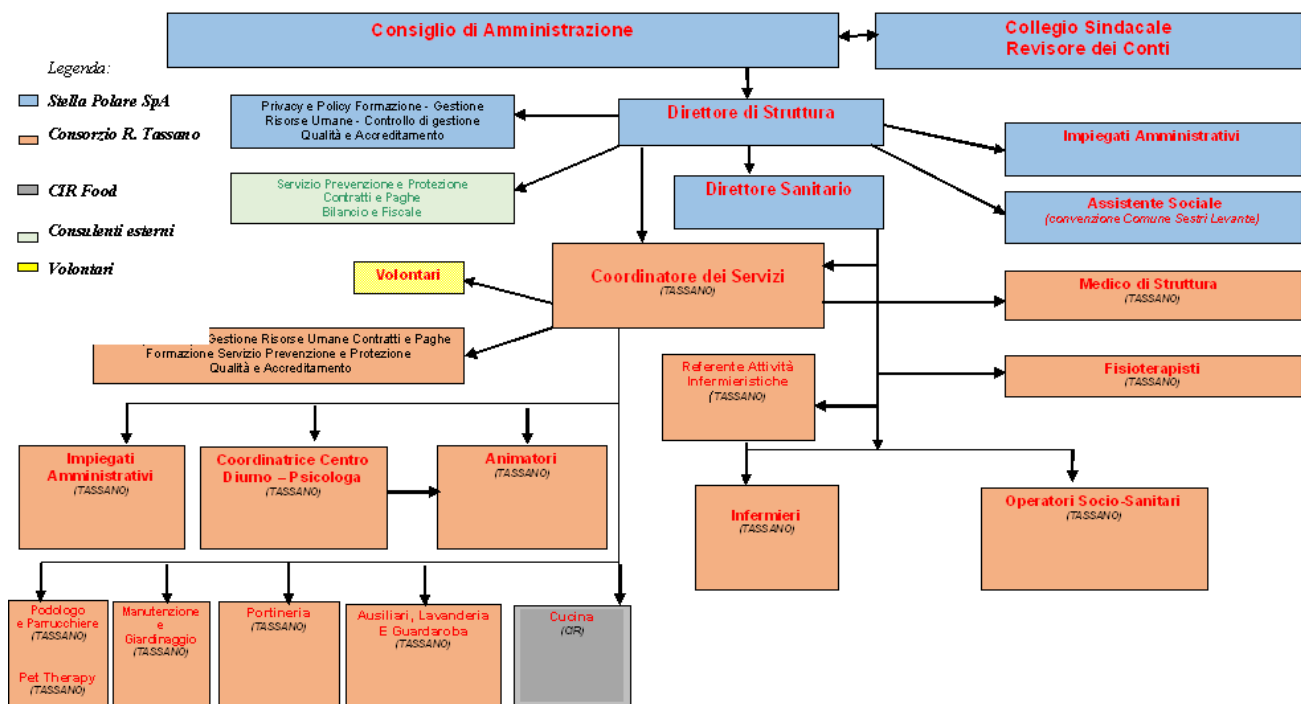 Consiglio di Amministrazione
Collegio Sindacale
Revisore dei Conti
Legenda:
Stella Polare SpA
Consorzio R. Tassano
CIR Food
Consulenti esterni
Volontari
Privacy e Policy Formazione - Gestione
Risorse Umane - Controllo di gestione
Qualità e Accreditamento
Direttore di Struttura
Impiegati Amministrativi
Servizio Prevenzione e Protezione
Contratti e Paghe
Bilancio e Fiscale
Direttore Sanitario
Assistente Sociale
(convenzione Comune Sestri Levante)
Volontari
Coordinatore dei Servizi
(TASSANO)
Medico di Struttura
(TASSANO)
Gestione Risorse Umane Contratti e Paghe
Formazione Servizio Prevenzione e Protezione
Qualità e Accreditamento
Referente Attività
Infermieristiche
(TASSANO)
Fisioterapisti
(TASSANO)
Impiegati
Amministrativi
(TASSANO)
Coordinatrice Centro
Diurno – Psicologa
(TASSANO)
Animatori
(TASSANO)
Infermieri
(TASSANO)
Operatori Socio-Sanitari
(TASSANO)
Podologo
e Parrucchiere
(TASSANO)
Pet Therapy
(TASSANO)
Manutenzione
e
Giardinaggio
(TASSANO)
Portineria
(TASSANO)
Ausiliari, Lavanderia
E Guardaroba
(TASSANO)
Cucina
(CIR)